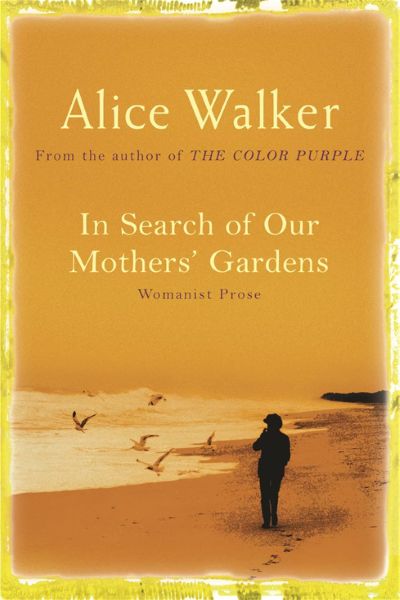 Alice Walker
From the author of THE COLOR PURPLE
In Search of Our
Mothers' Gardens
Womanist Prose